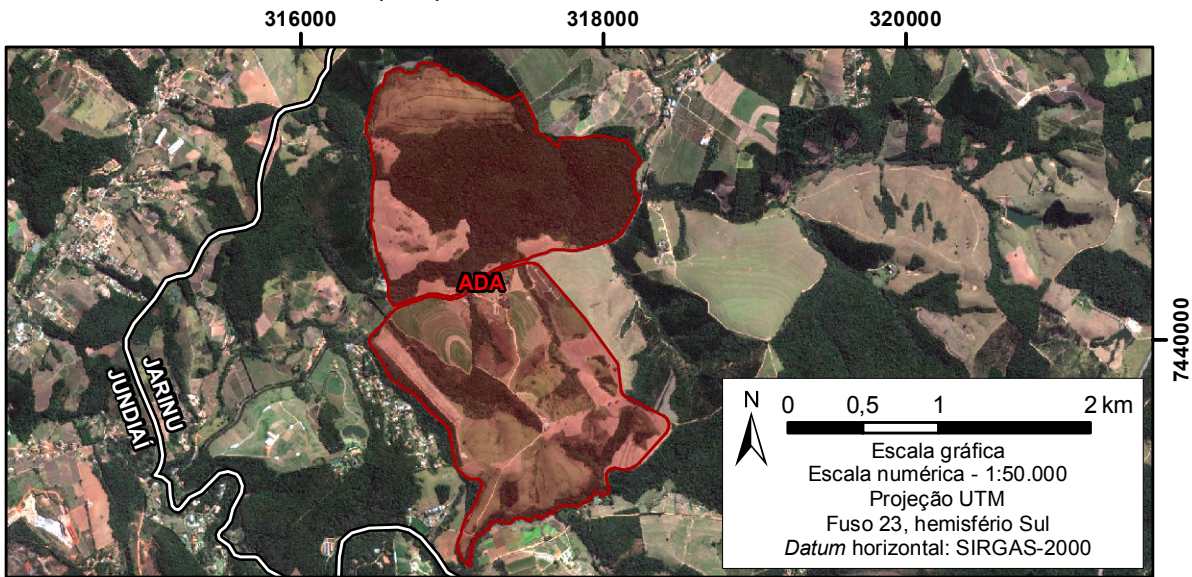 316000 318000 320000
7440000
ADA
JARINU
JUNDIAÍ
N 0 0,5 1 2 km
Escala gráfica
Escala numérica - 1:50.000
Projeção UTM
Fuso 23, hemisfério Sul
Datum horizontal: SIRGAS-2000